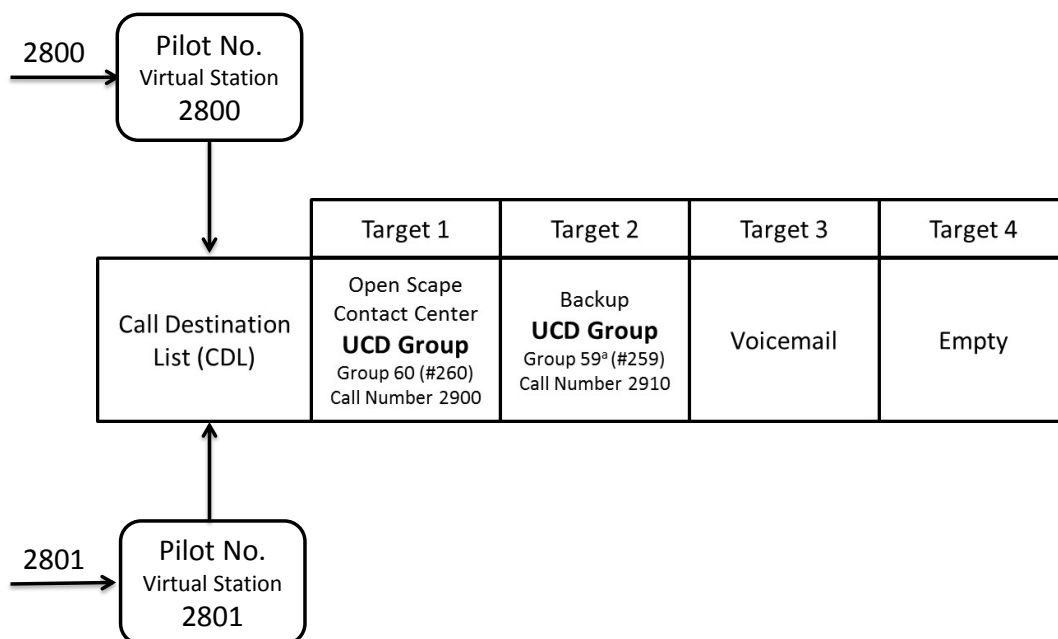 2800
Pilot No.
Virtual Station
2800
Target 1
Target 2
Target 3
Target 4
Call Destination
List (CDL)
Open Scape
Contact Center
UCD Group
Group 60 (#260)
Call Number 2900
Backup
UCD Group
Group 59ª (#259)
Call Number 2910
Voicemail
Empty
2801
Pilot No.
Virtual Station
2801